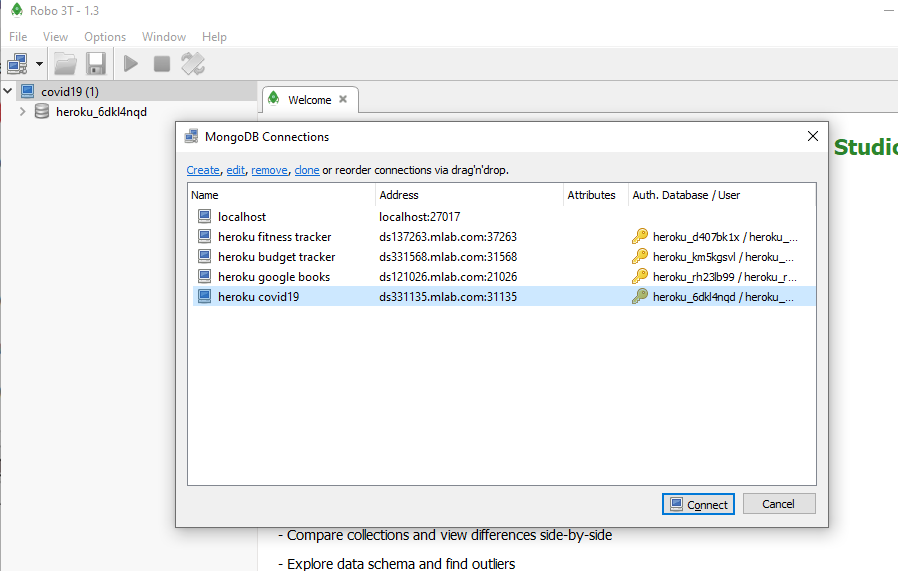 Robo 3T - 1.3
File View Options Window Help
covid19 (1)
heroku_6dkl4nqd
Welcome
Studio
MongoDB Connections
Create, edit, remove, clone or reorder connections via drag'n'drop.
Name Address Attributes Auth. Database / User
localhost localhost:27017
heroku fitness tracker ds137263.mlab.com:37263 heroku_d407bk1x / heroku_...
heroku budget tracker ds331568.mlab.com:31568 heroku_km5kgsvl / heroku_...
heroku google books ds121026.mlab.com:21026 heroku_rh23lb99 / heroku_r...
heroku covid19 ds331135.mlab.com:31135 heroku_6dkl4nqd / heroku_...
Connect Cancel
- Compare collections and view differences side-by-side
- Explore data schema and find outliers